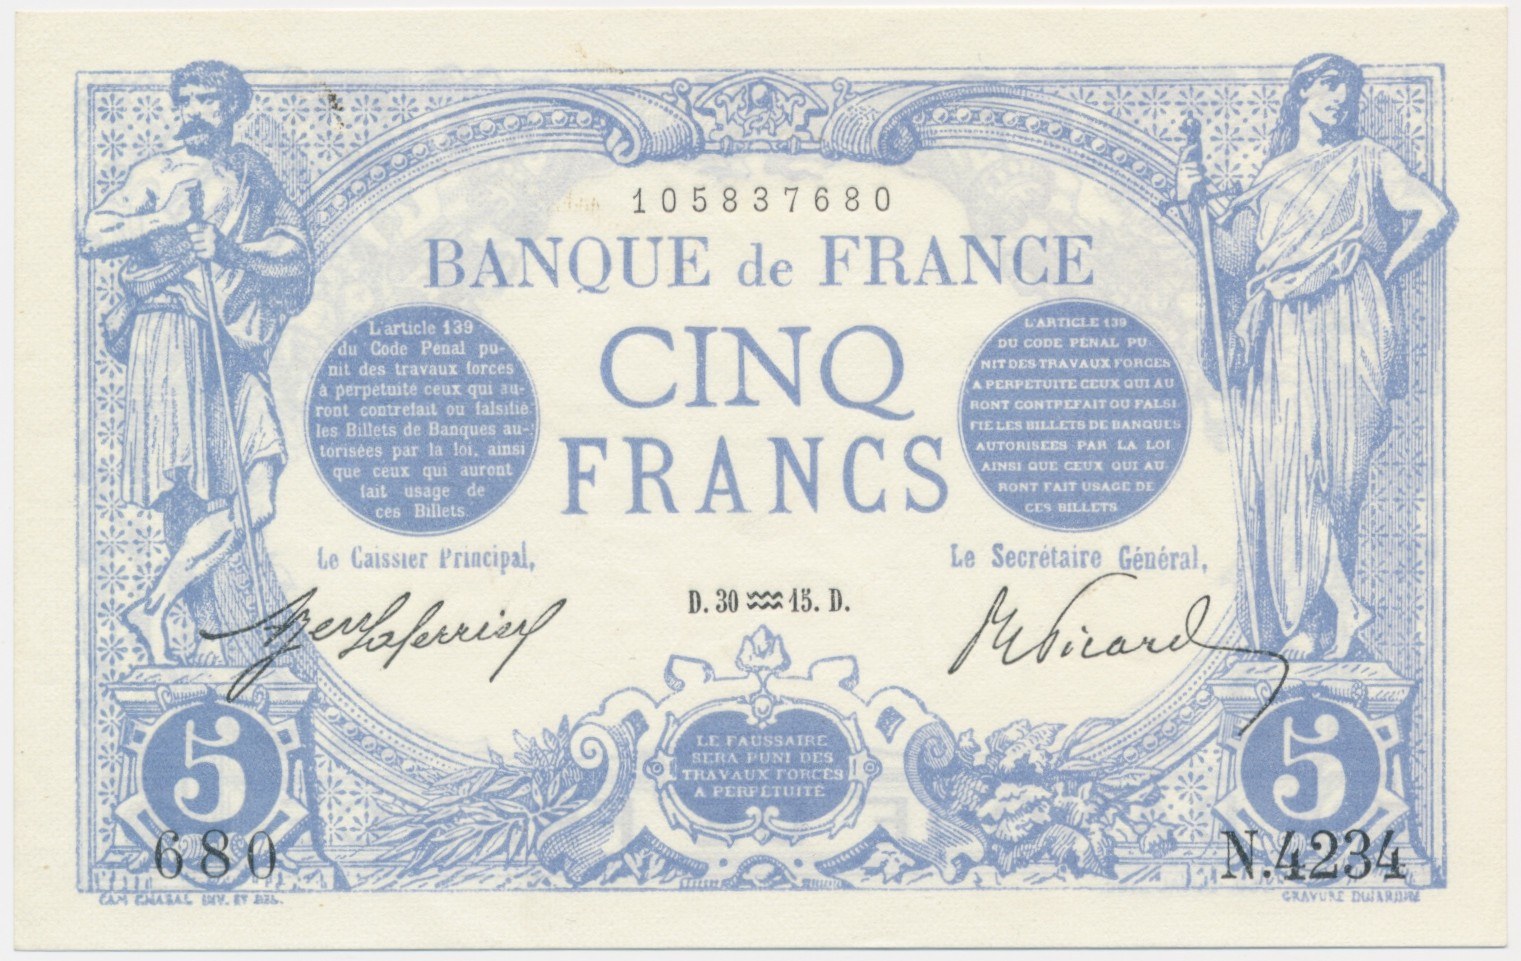 105837680
BANQUE de FRANCE
CINQ
FRANCS
L'article 139
du Code Pénal pu-
nit des travaux forces
à perpétuité ceux qui au-
ront contrefait ou falsifié
les Billets de Banques au-
torisées par la loi, ainsi
que ceux qui auront
fait usage de
ces Billets.
L'ARTICLE 139
DU CODE PENAL PU
NIT DES TRAVAUX FORCES
A PERPETUITE CEUX QUI AU
RONT CONTREFAIT OU FALSI
FIE LES BILLETS DE BANQUES
AUTORISEES PAR LA LOI
AINSI QUE CEUX QUI AU
RONT FAIT USAGE DE
CES BILLETS
Le Caissier Principal,
Le Secrétaire Général,
D. 30 15. D.
Picard
LE FAUSSAIRE
SERA PUNI DES
TRAVAUX FORCES
A PERPETUITÉ
5
5
680
N.4234
GRAVURE DUJARDIN